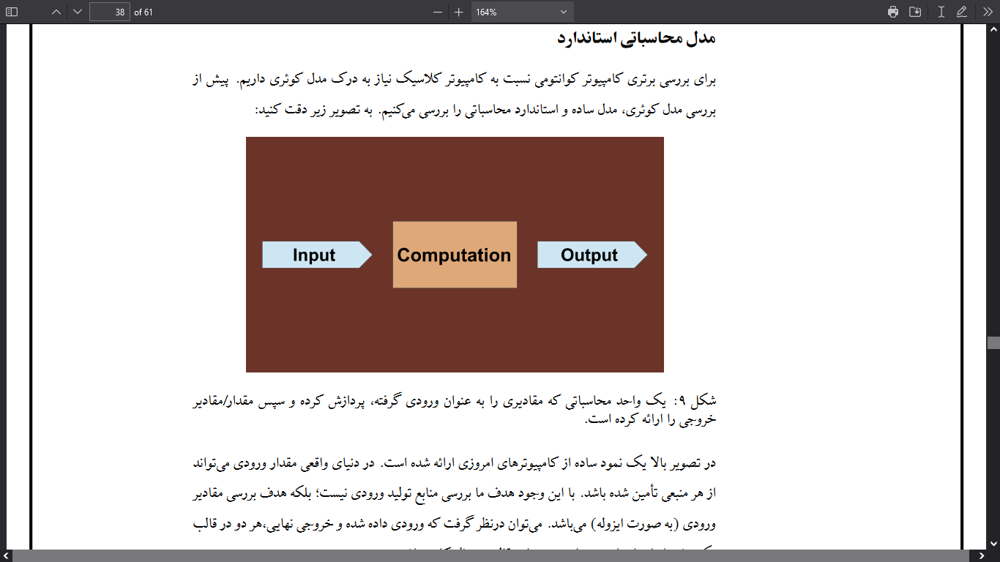 38 of 61
164%
مدل محاسباتی استاندارد
برای بررسی برتری کامپیوتر کوانتومی نسبت به کامپیوتر کلاسیک نیاز به درک مدل کوئری داریم. پیش از
بررسی مدل کوئری، مدل ساده و استاندارد محاسباتی را بررسی می‌کنیم. به تصویر زیر دقت کنید:
Input Computation Output
شکل ۹: یک واحد محاسباتی که مقادیری را به عنوان ورودی گرفته، پردازش کرده و سپس مقدار/مقادیر
خروجی را ارائه کرده است.
در تصویر بالا یک نمود ساده از کامپیوترهای امروزی ارائه شده است. در دنیای واقعی مقدار ورودی می‌تواند
از هر منبعی تأمین شده باشد. با این وجود هدف ما بررسی منابع تولید ورودی نیست؛ بلکه هدف بررسی مقادیر
ورودی (به صورت ایزوله) می‌باشد. می‌توان درنظر گرفت که ورودی داده شده و خروجی نهایی،هر دو در قالب